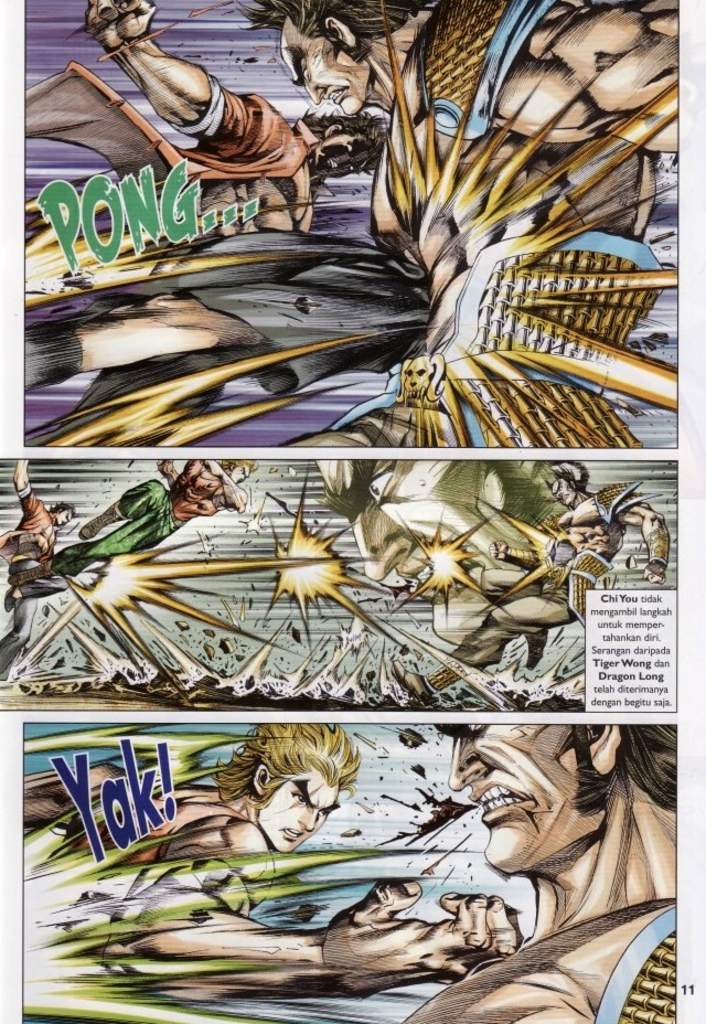 PONG...
Chi You tidak
mengambil langkah
untuk memper-
tahankan diri.
Serangan daripada
Tiger Wong dan
Dragon Long
telah diterimanya
dengan begitu saja.
Yak!
11